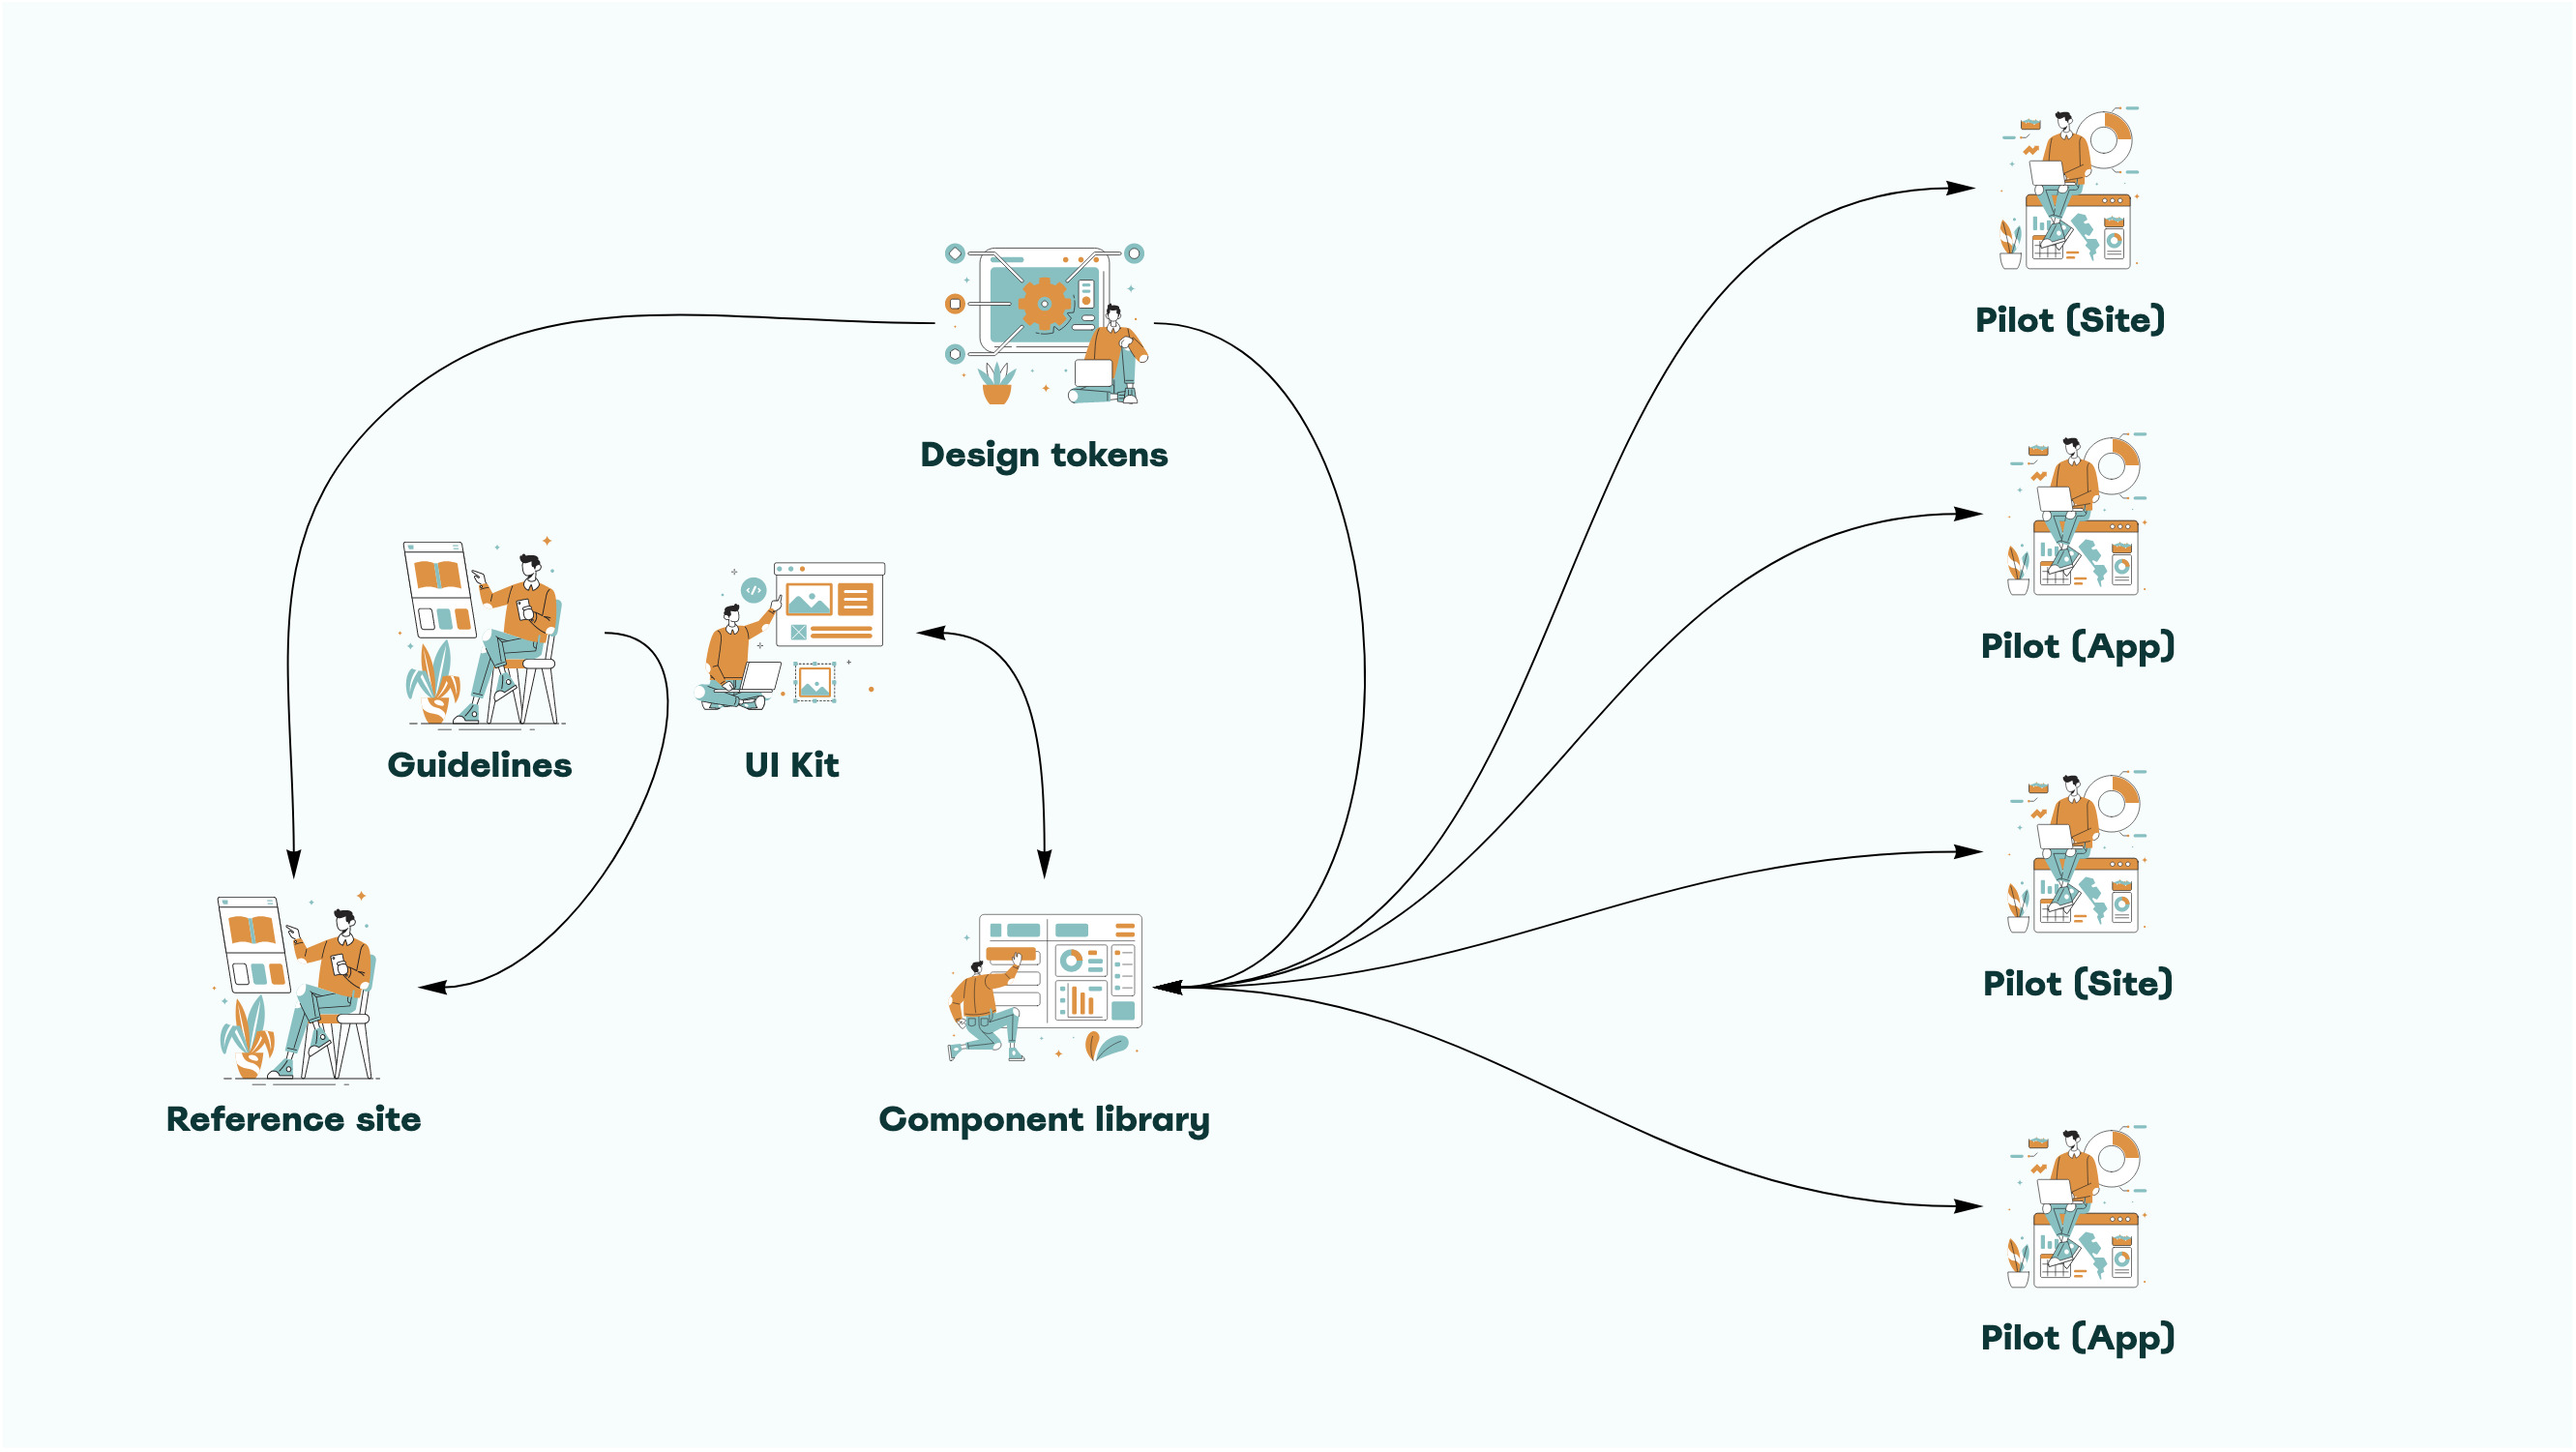 Pilot (Site)
Design tokens
Pilot (App)
Guidelines
UI Kit
Pilot (Site)
Reference site
Component library
Pilot (App)